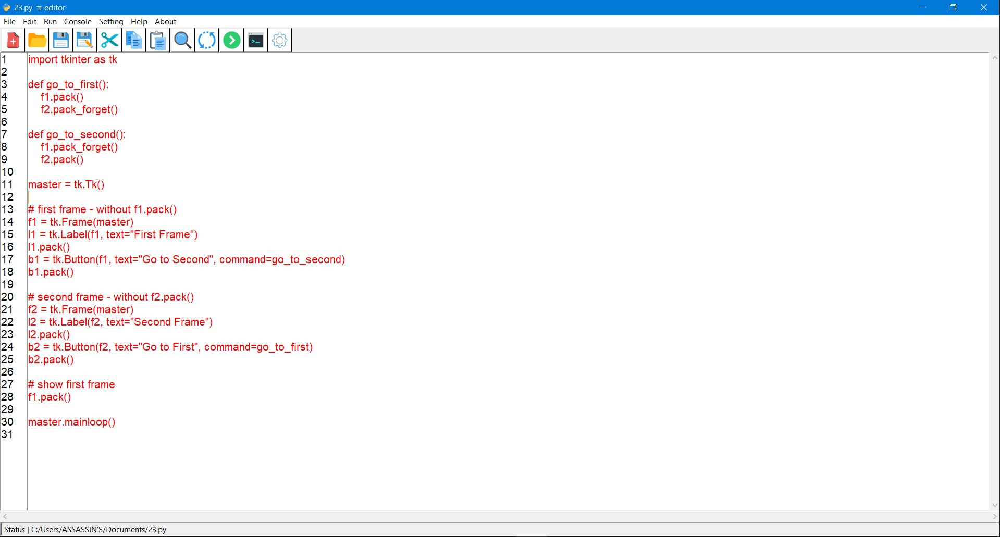 23.py π-editor
File Edit Run Console Setting Help About
1 import tkinter as tk
2
3 def go_to_first():
4     f1.pack()
5     f2.pack_forget()
6
7 def go_to_second():
8     f1.pack_forget()
9     f2.pack()
10
11 master = tk.Tk()
12
13 # first frame - without f1.pack()
14 f1 = tk.Frame(master)
15 l1 = tk.Label(f1, text="First Frame")
16 l1.pack()
17 b1 = tk.Button(f1, text="Go to Second", command=go_to_second)
18 b1.pack()
19
20 # second frame - without f2.pack()
21 f2 = tk.Frame(master)
22 l2 = tk.Label(f2, text="Second Frame")
23 l2.pack()
24 b2 = tk.Button(f2, text="Go to First", command=go_to_first)
25 b2.pack()
26
27 # show first frame
28 f1.pack()
29
30 master.mainloop()
31
Status | C:/Users/ASSASSIN'S/Documents/23.py